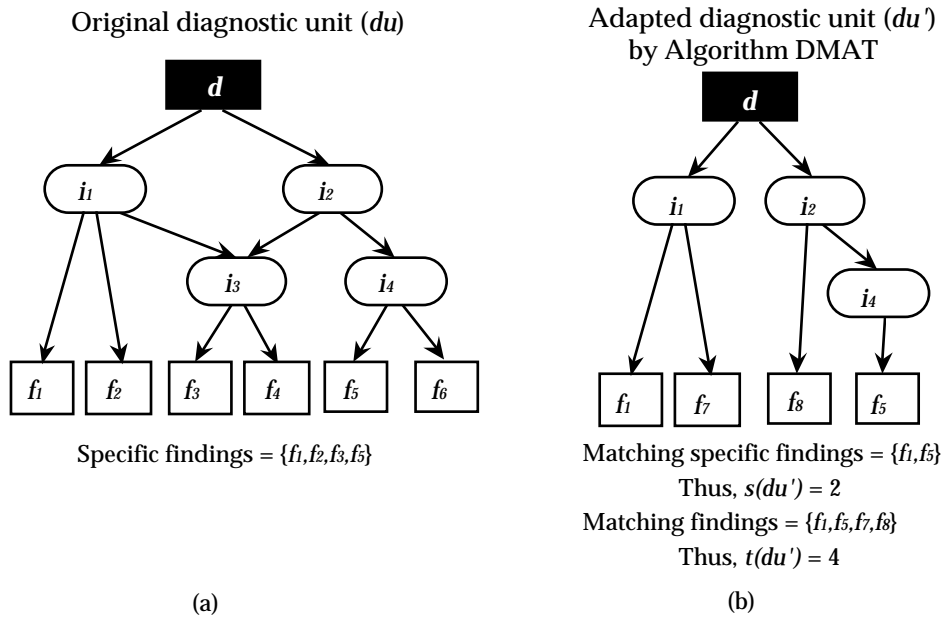 Original diagnostic unit (du)
d
i1
i2
i3
i4
f1
f2
f3
f4
f5
f6
Specific findings = {f1,f2,f3,f5}
(a)
Adapted diagnostic unit (du')
by Algorithm DMAT
d
i1
i2
i4
f1
f7
f8
f5
Matching specific findings = {f1,f5}
Thus, s(du') = 2
Matching findings = {f1,f5,f7,f8}
Thus, t(du') = 4
(b)